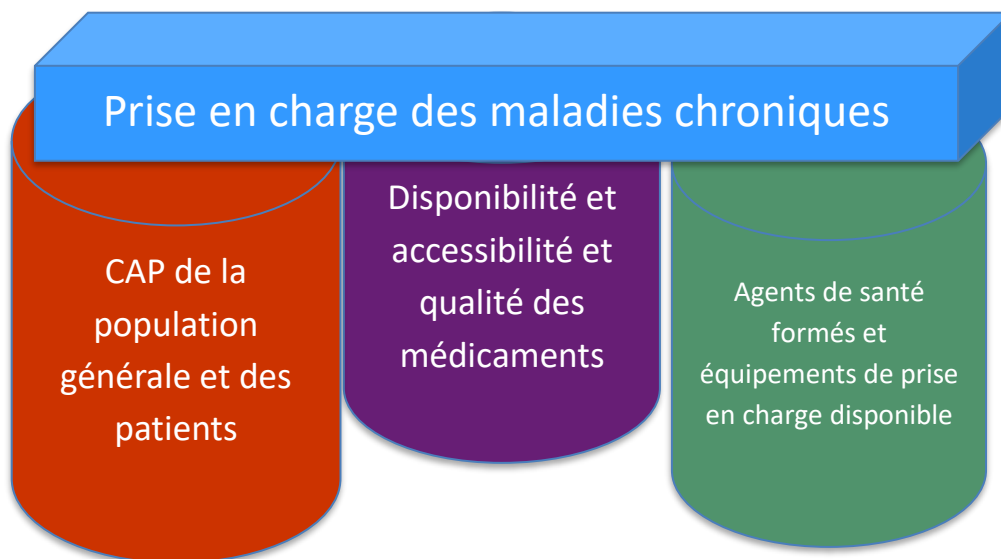 Prise en charge des maladies chroniques
CAP de la
population
générale et des
patients
Disponibilité et
accessibilité et
qualité des
médicaments
Agents de santé
formés et
équipements de prise
en charge disponible